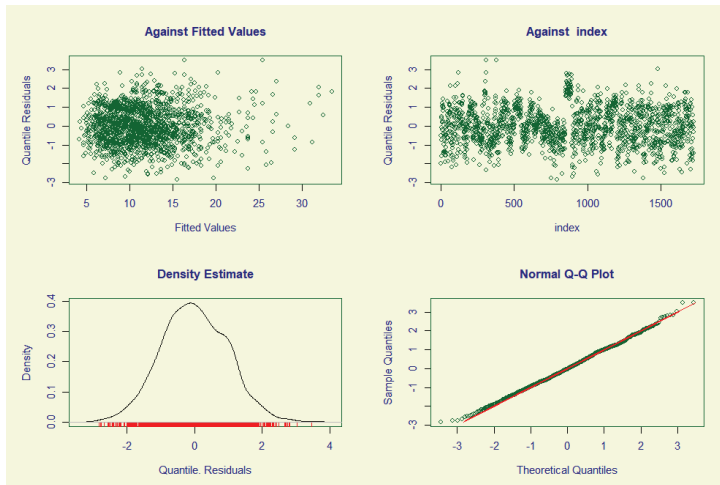 Against Fitted Values
Quantile Residuals
3
2
1
0
-1
-3
5 10 15 20 25 30
Fitted Values
Against index
Quantile Residuals
3
2
1
0
-1
-3
0 500 1000 1500
index
Density Estimate
Density
0.4
0.3
0.2
0.1
0.0
-2 0 2 4
Quantile. Residuals
Normal Q-Q Plot
Sample Quantiles
3
2
1
0
-1
-3
-3 -2 -1 0 1 2 3
Theoretical Quantiles